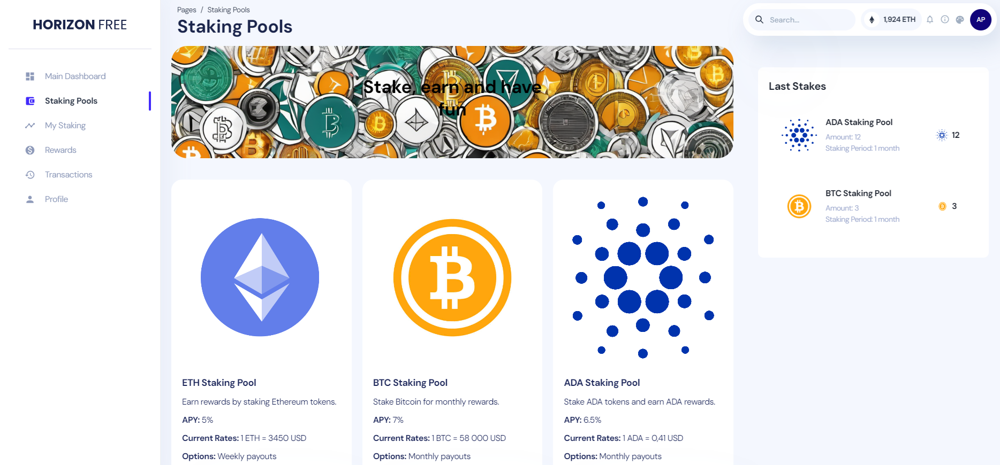 HORIZON FREE
Main Dashboard
Staking Pools
My Staking
Rewards
Transactions
Profile
Pages / Staking Pools
Staking Pools
Search...
1,924 ETH
AP
Stake, earn and have
fun
ETH Staking Pool
Earn rewards by staking Ethereum tokens.
APY: 5%
Current Rates: 1 ETH = 3450 USD
Options: Weekly payouts
BTC Staking Pool
Stake Bitcoin for monthly rewards.
APY: 7%
Current Rates: 1 BTC = 58 000 USD
Options: Monthly payouts
ADA Staking Pool
Stake ADA tokens and earn ADA rewards.
APY: 6.5%
Current Rates: 1 ADA = 0,41 USD
Options: Monthly payouts
Last Stakes
ADA Staking Pool
Amount: 12
Staking Period: 1 month
12
BTC Staking Pool
Amount: 3
Staking Period: 1 month
3